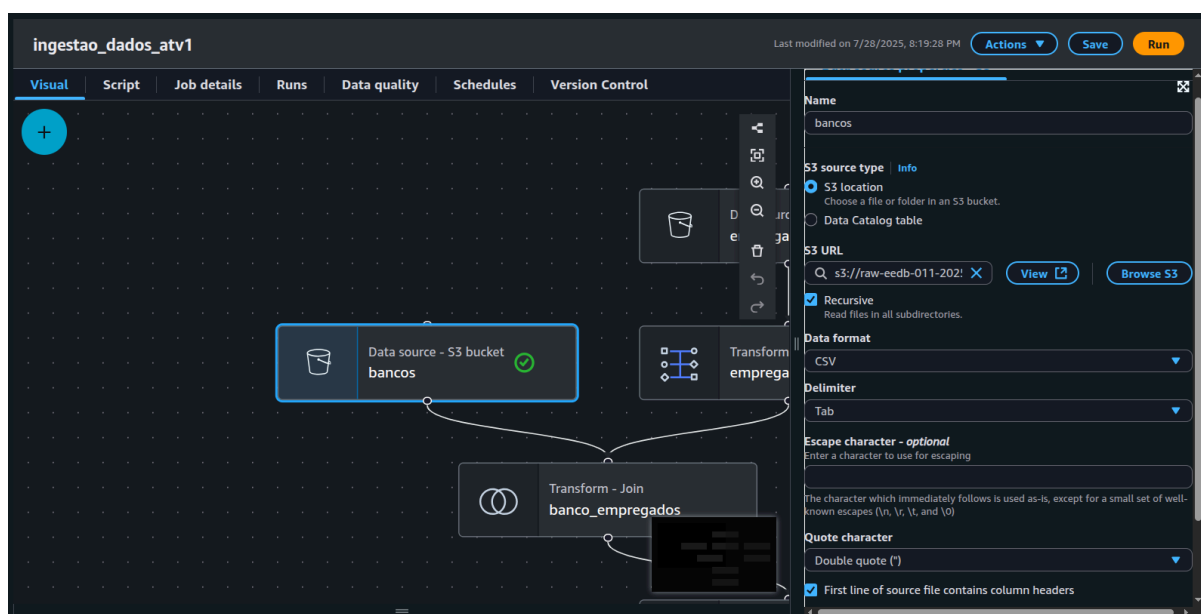 ingestao_dados_atv1
Last modified on 7/28/2025, 8:19:28 PM
Actions
Save
Run
Visual
Script
Job details
Runs
Data quality
Schedules
Version Control
Data source - S3 bucket
bancos
Transform
Transform - Join
banco_empregados
Name
bancos
S3 source type
Info
S3 location
Choose a file or folder in an S3 bucket.
Data Catalog table
S3 URL
s3://raw-eedb-011-202
View
Browse S3
Recursive
Read files in all subdirectories.
Data format
CSV
Delimiter
Tab
Escape character - optional
Enter a character to use for escaping
The character which immediately follows is used as-is, except for a small set of well-
known escapes (\n, \r, \t, and \0)
Quote character
Double quote (")
First line of source file contains column headers